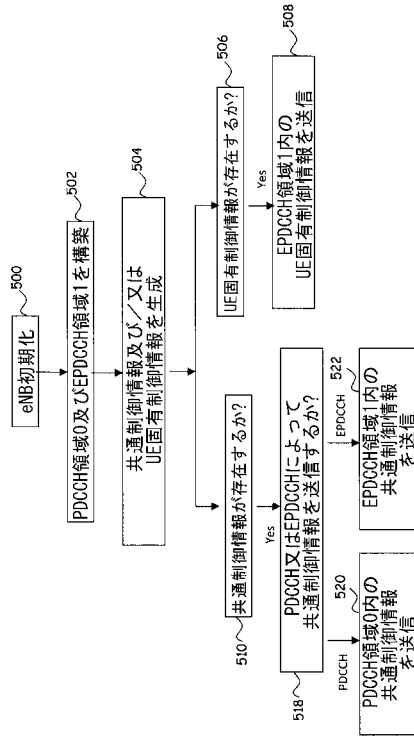 500
eNB初期化
502
PDCCH領域0及びEPDCCH領域1を構築
504
共通制御情報及び/又は
UE固有制御情報を生成
506
UE固有制御情報が存在するか?
Yes
508
EPDCCH領域1内の
UE固有制御情報を送信
510
共通制御情報が存在するか?
Yes
518
PDCCH又はEPDCCHによって
共通制御情報を送信するか?
PDCCH
EPDCCH
520
PDCCH領域0内の
共通制御情報
を送信
522
EPDCCH領域1内の
共通制御情報
を送信